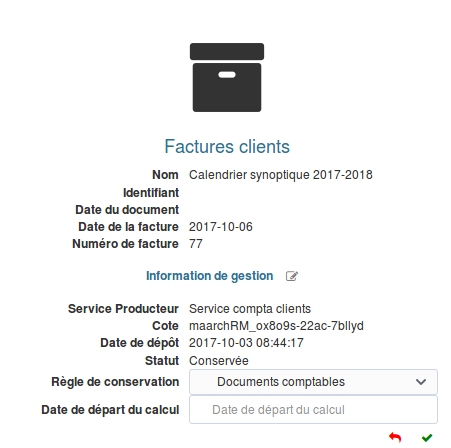 Factures clients
Nom Calendrier synoptique 2017-2018
Identifiant
Date du document
Date de la facture 2017-10-06
Numéro de facture 77
Information de gestion
Service Producteur Service compta clients
Cote maarchRM_ox8o9s-22ac-7bllyd
Date de dépôt 2017-10-03 08:44:17
Statut Conservée
Règle de conservation Documents comptables
Date de départ du calcul Date de départ du calcul